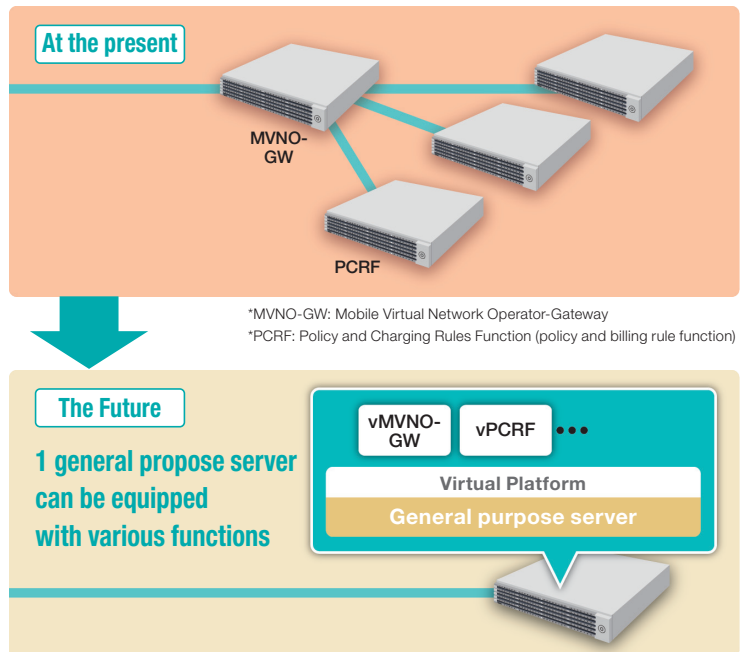 At the present
MVNO-
GW
PCRF
*MVNO-GW: Mobile Virtual Network Operator-Gateway
*PCRF: Policy and Charging Rules Function (policy and billing rule function)
The Future
1 general propose server
can be equipped
with various functions
vMVNO-
GW
vPCRF
•••
Virtual Platform
General purpose server